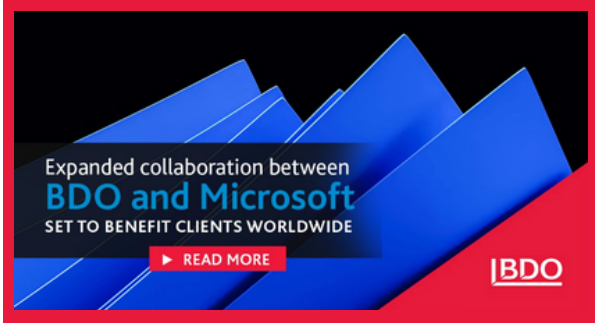 Expanded collaboration between
BDO and Microsoft
SET TO BENEFIT CLIENTS WORLDWIDE
READ MORE
BDO